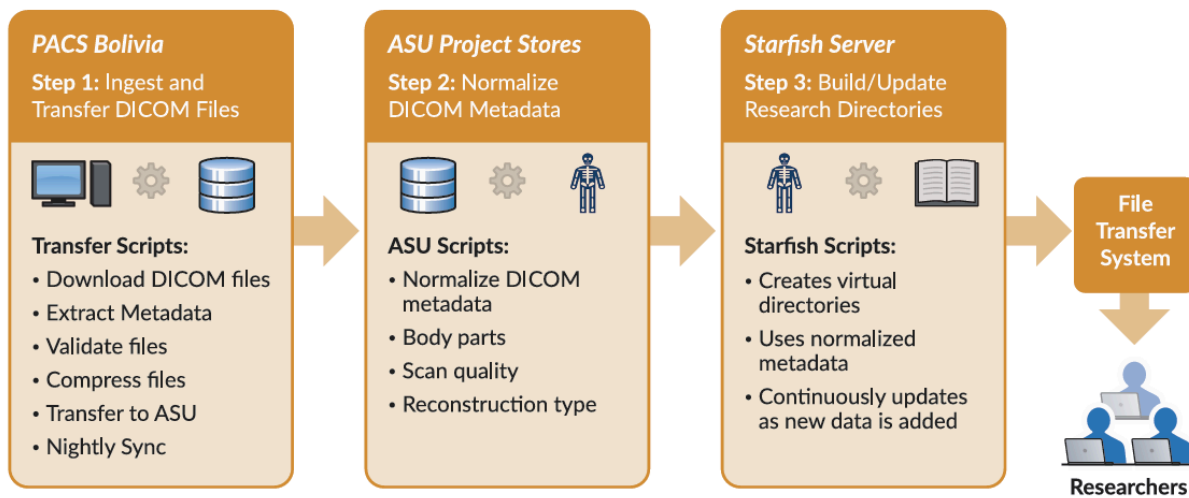 PACS Bolivia
Step 1: Ingest and
Transfer DICOM Files
Transfer Scripts:
• Download DICOM files
• Extract Metadata
• Validate files
• Compress files
• Transfer to ASU
• Nightly Sync
ASU Project Stores
Step 2: Normalize
DICOM Metadata
ASU Scripts:
• Normalize DICOM
metadata
• Body parts
• Scan quality
• Reconstruction type
Starfish Server
Step 3: Build/Update
Research Directories
Starfish Scripts:
• Creates virtual
directories
• Uses normalized
metadata
• Continuously updates
as new data is added
File
Transfer
System
Researchers